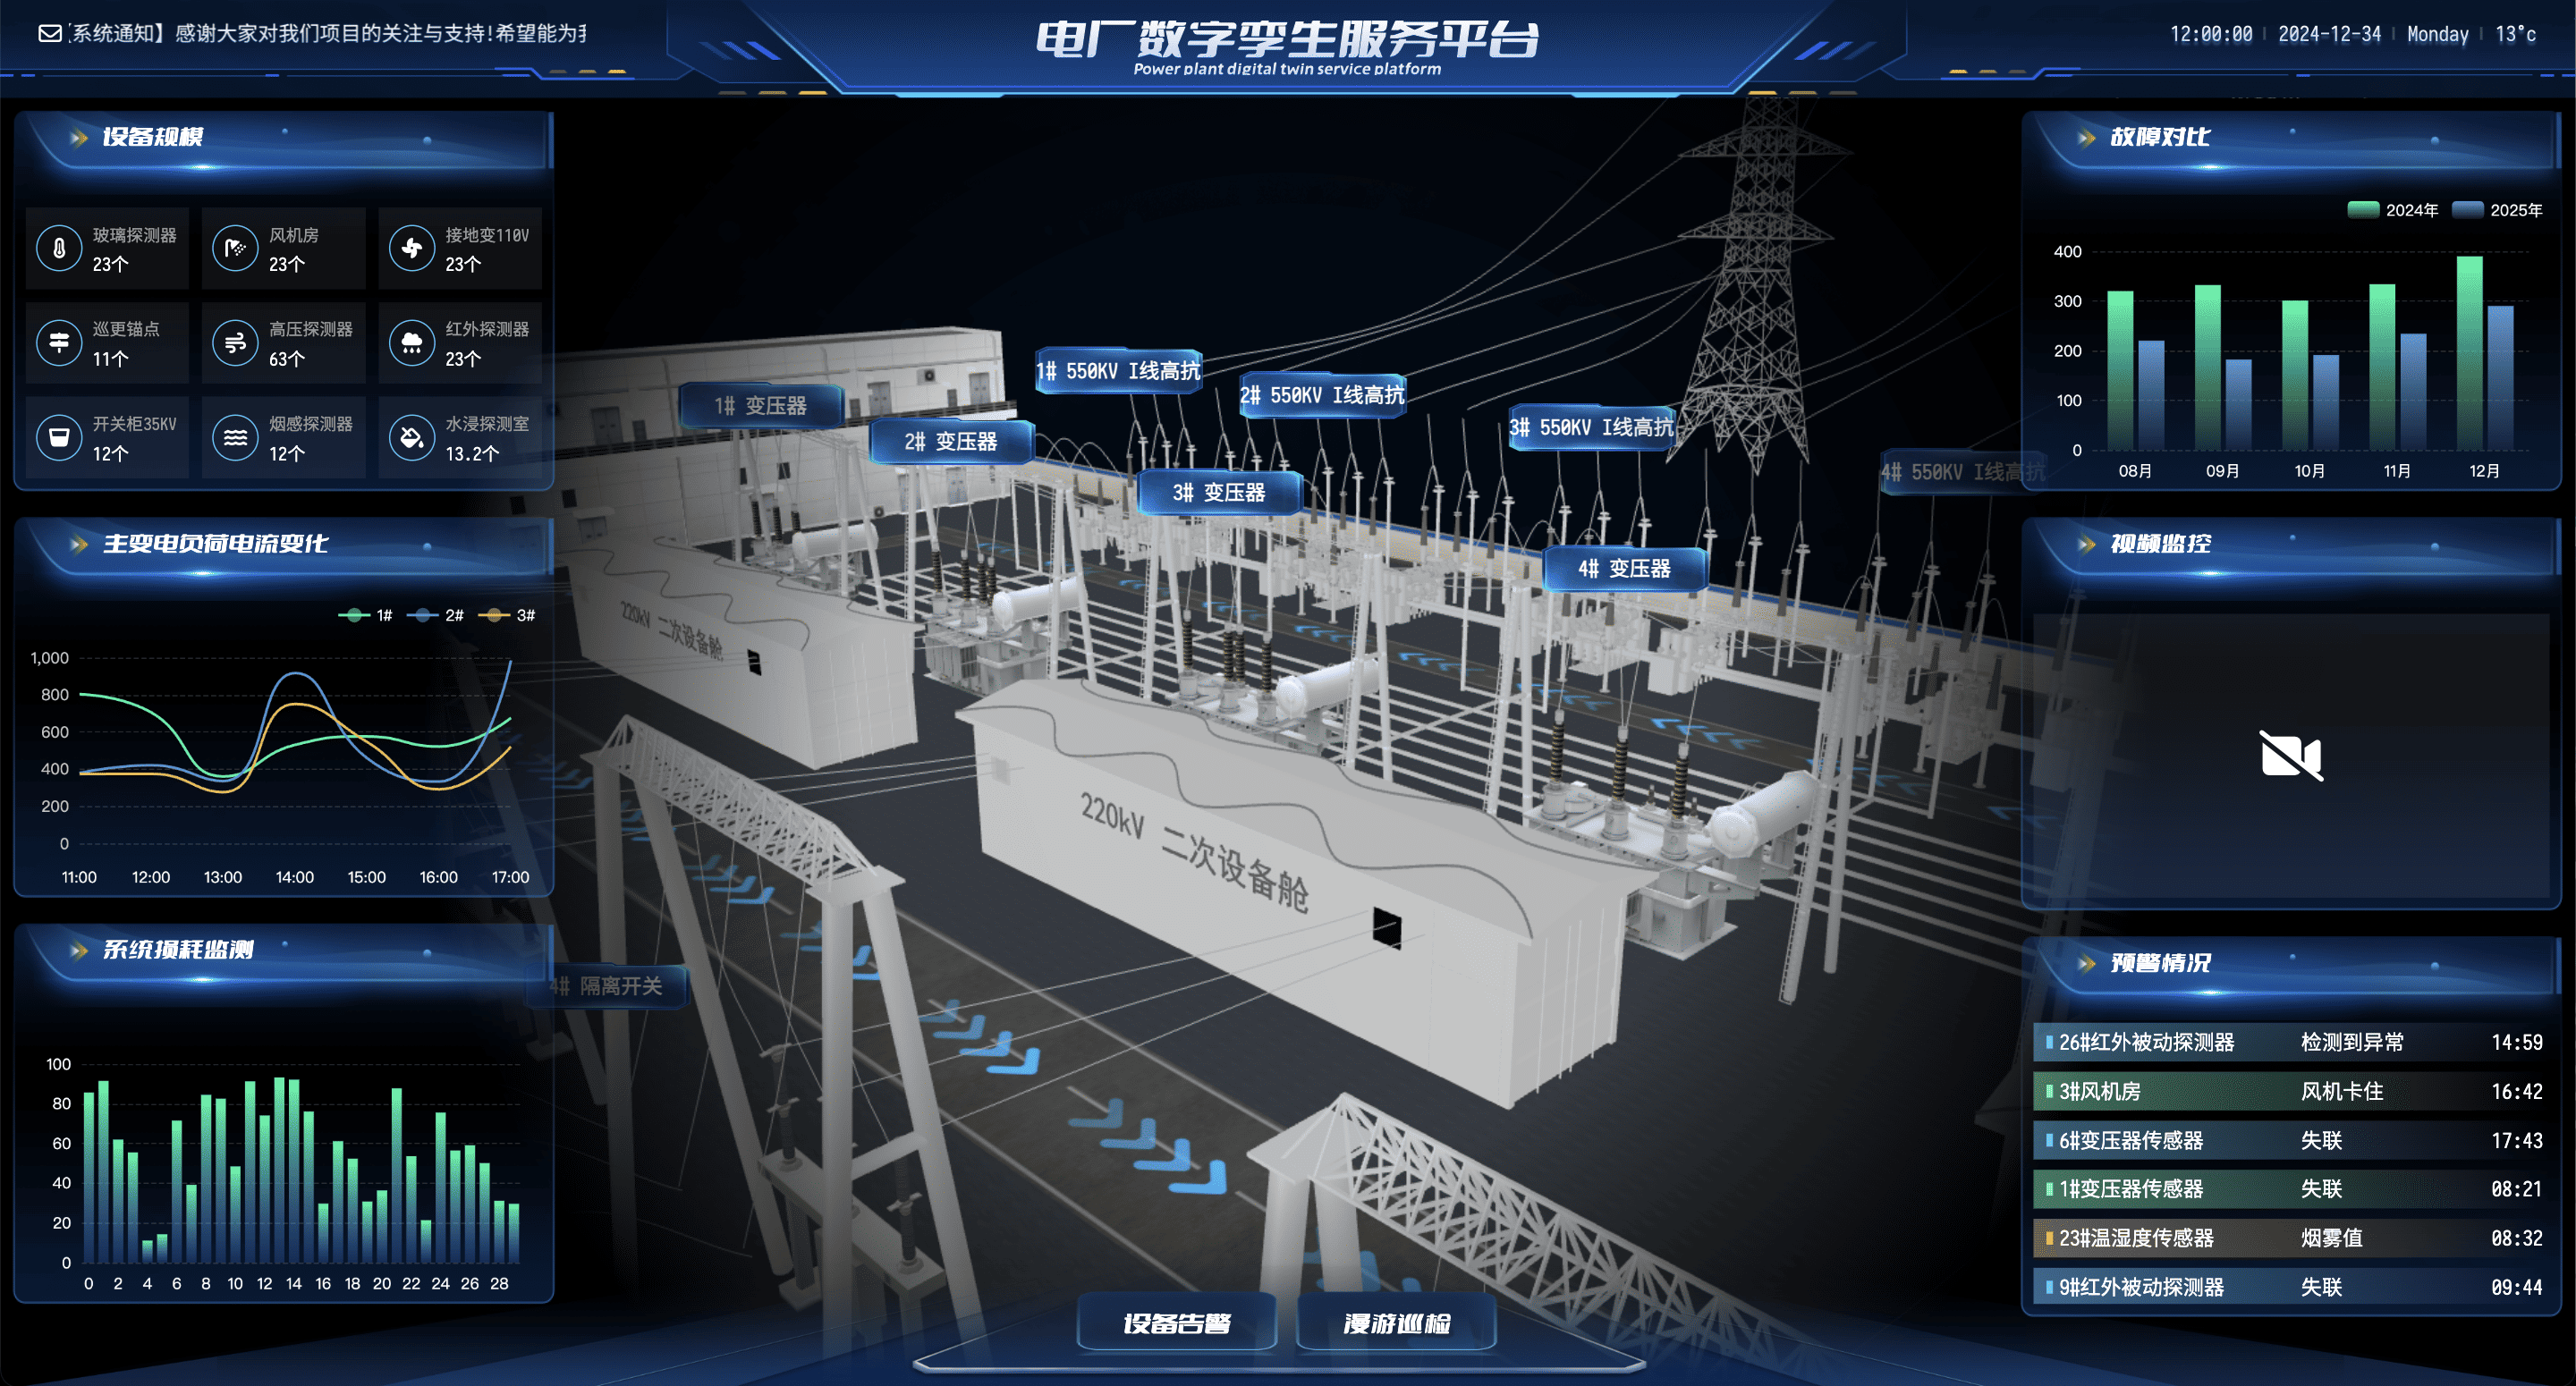 【系统通知】感谢大家对我们项目的关注与支持!希望能为
电厂数字孪生服务平台
Power plant digital twin service platform
12:00:00 2024-12-34 Monday 13°c
设备规模
玻璃探测器
23个
风机房
23个
接地变110V
23个
巡更锚点
11个
高压探测器
63个
红外探测器
23个
开关柜35KV
12个
烟感探测器
12个
水浸探测室
13.2个
主变电负荷电流变化
1# 2# 3#
1,000
800
600
400
200
0
11:00 12:00 13:00 14:00 15:00 16:00 17:00
系统损耗监测
100
80
60
40
20
0
0 2 4 6 8 10 12 14 16 18 20 22 24 26 28
1# 变压器
2# 变压器
3# 变压器
4# 变压器
1# 550KV I线高抗
2# 550KV I线高抗
3# 550KV I线高抗
4# 550KV I线高抗
220kV 二次设备舱
220kV 二次设备舱
4# 隔离开关
设备告警
漫游巡检
故障对比
2024年 2025年
400
300
200
100
0
08月 09月 10月 11月 12月
视频监控
预警情况
26#红外被动探测器 检测到异常 14:59
3#风机房 风机卡住 16:42
6#变压器传感器 失联 17:43
1#变压器传感器 失联 08:21
23#温湿度传感器 烟雾值 08:32
9#红外被动探测器 失联 09:44